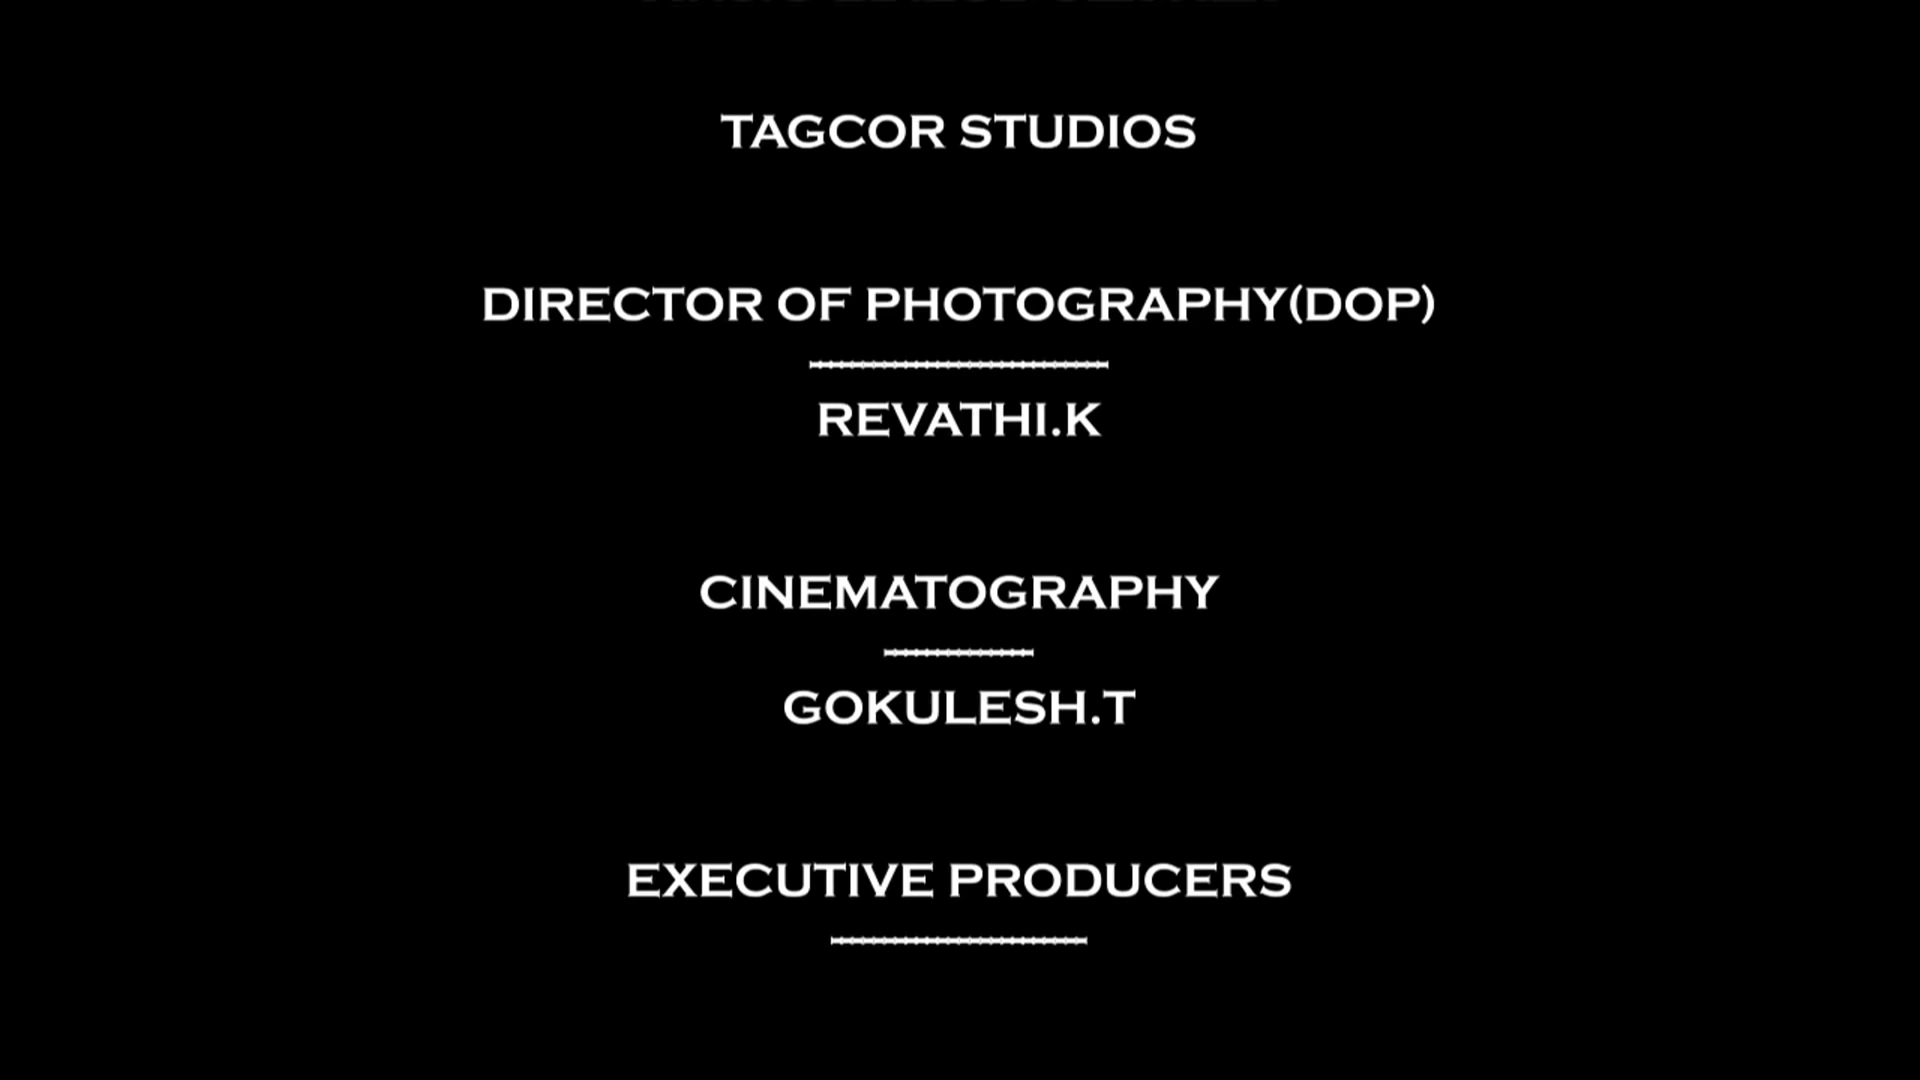 TAGCOR STUDIOS
DIRECTOR OF PHOTOGRAPHY(DOP)
----------------------------
REVATHI.K
CINEMATOGRAPHY
--------------
GOKULESH.T
EXECUTIVE PRODUCERS
------------------------